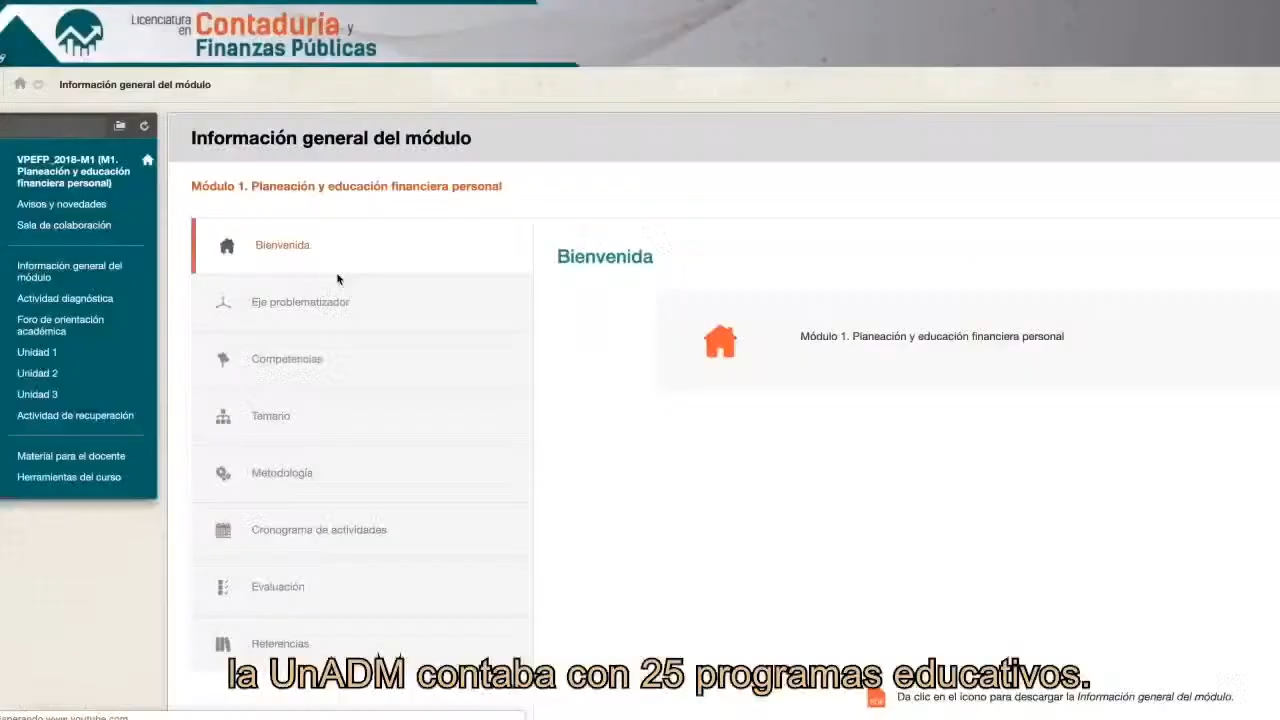 Licenciatura en Contaduría y
Finanzas Públicas
Información general del módulo
VPEFP_2018-M1 (M1.
Planeación y educación
financiera personal)
Avisos y novedades
Sala de colaboración
Información general del
módulo
Actividad diagnóstica
Foro de orientación
académica
Unidad 1
Unidad 2
Unidad 3
Actividad de recuperación
Material para el docente
Herramientas del curso
Información general del módulo
Módulo 1. Planeación y educación financiera personal
Bienvenida
Eje problematizador
Competencias
Temario
Metodología
Cronograma de actividades
Evaluación
Referencias
Bienvenida
Módulo 1. Planeación y educación financiera personal
Da clic en el icono para descargar la Información general del módulo.
la UnADM contaba con 25 programas educativos.